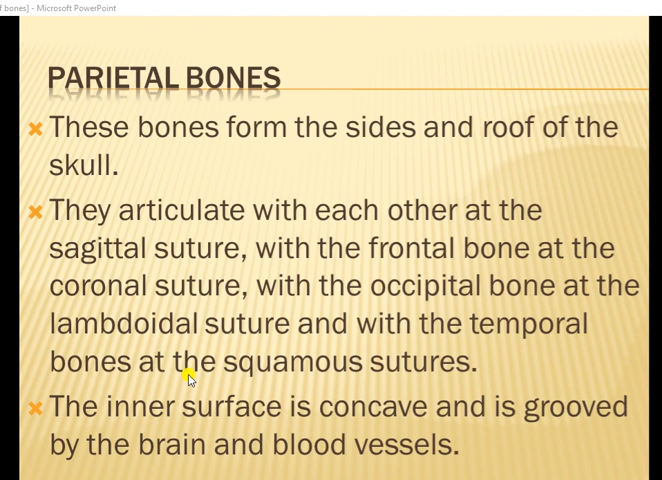 f bones] - Microsoft PowerPoint
PARIETAL BONES
These bones form the sides and roof of the
skull.
They articulate with each other at the
sagittal suture, with the frontal bone at the
coronal suture, with the occipital bone at the
lambdoidal suture and with the temporal
bones at the squamous sutures.
The inner surface is concave and is grooved
by the brain and blood vessels.